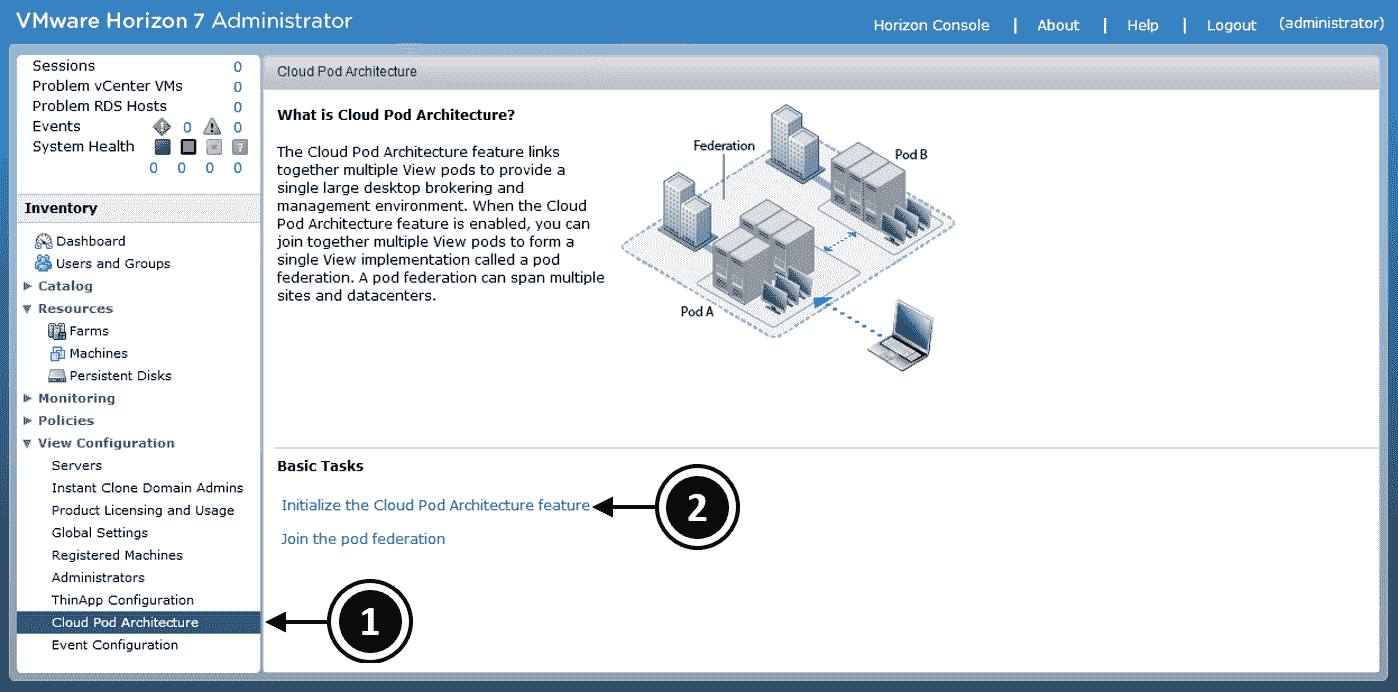 VMware Horizon 7 Administrator
Horizon Console | About | Help | Logout (administrator)
Sessions 0
Problem vCenter VMs 0
Problem RDS Hosts 0
Events ! 0 ! 0
System Health ?
0 0 0 0
Inventory
Dashboard
Users and Groups
Catalog
Resources
Farms
Machines
Persistent Disks
Monitoring
Policies
View Configuration
Servers
Instant Clone Domain Admins
Product Licensing and Usage
Global Settings
Registered Machines
Administrators
ThinApp Configuration
Cloud Pod Architecture
Event Configuration
1
Cloud Pod Architecture
What is Cloud Pod Architecture?
The Cloud Pod Architecture feature links
together multiple View pods to provide a
single large desktop brokering and
management environment. When the Cloud
Pod Architecture feature is enabled, you can
join together multiple View pods to form a
single View implementation called a pod
federation. A pod federation can span multiple
sites and datacenters.
Federation
Pod B
Pod A
Basic Tasks
Initialize the Cloud Pod Architecture feature
2
Join the pod federation